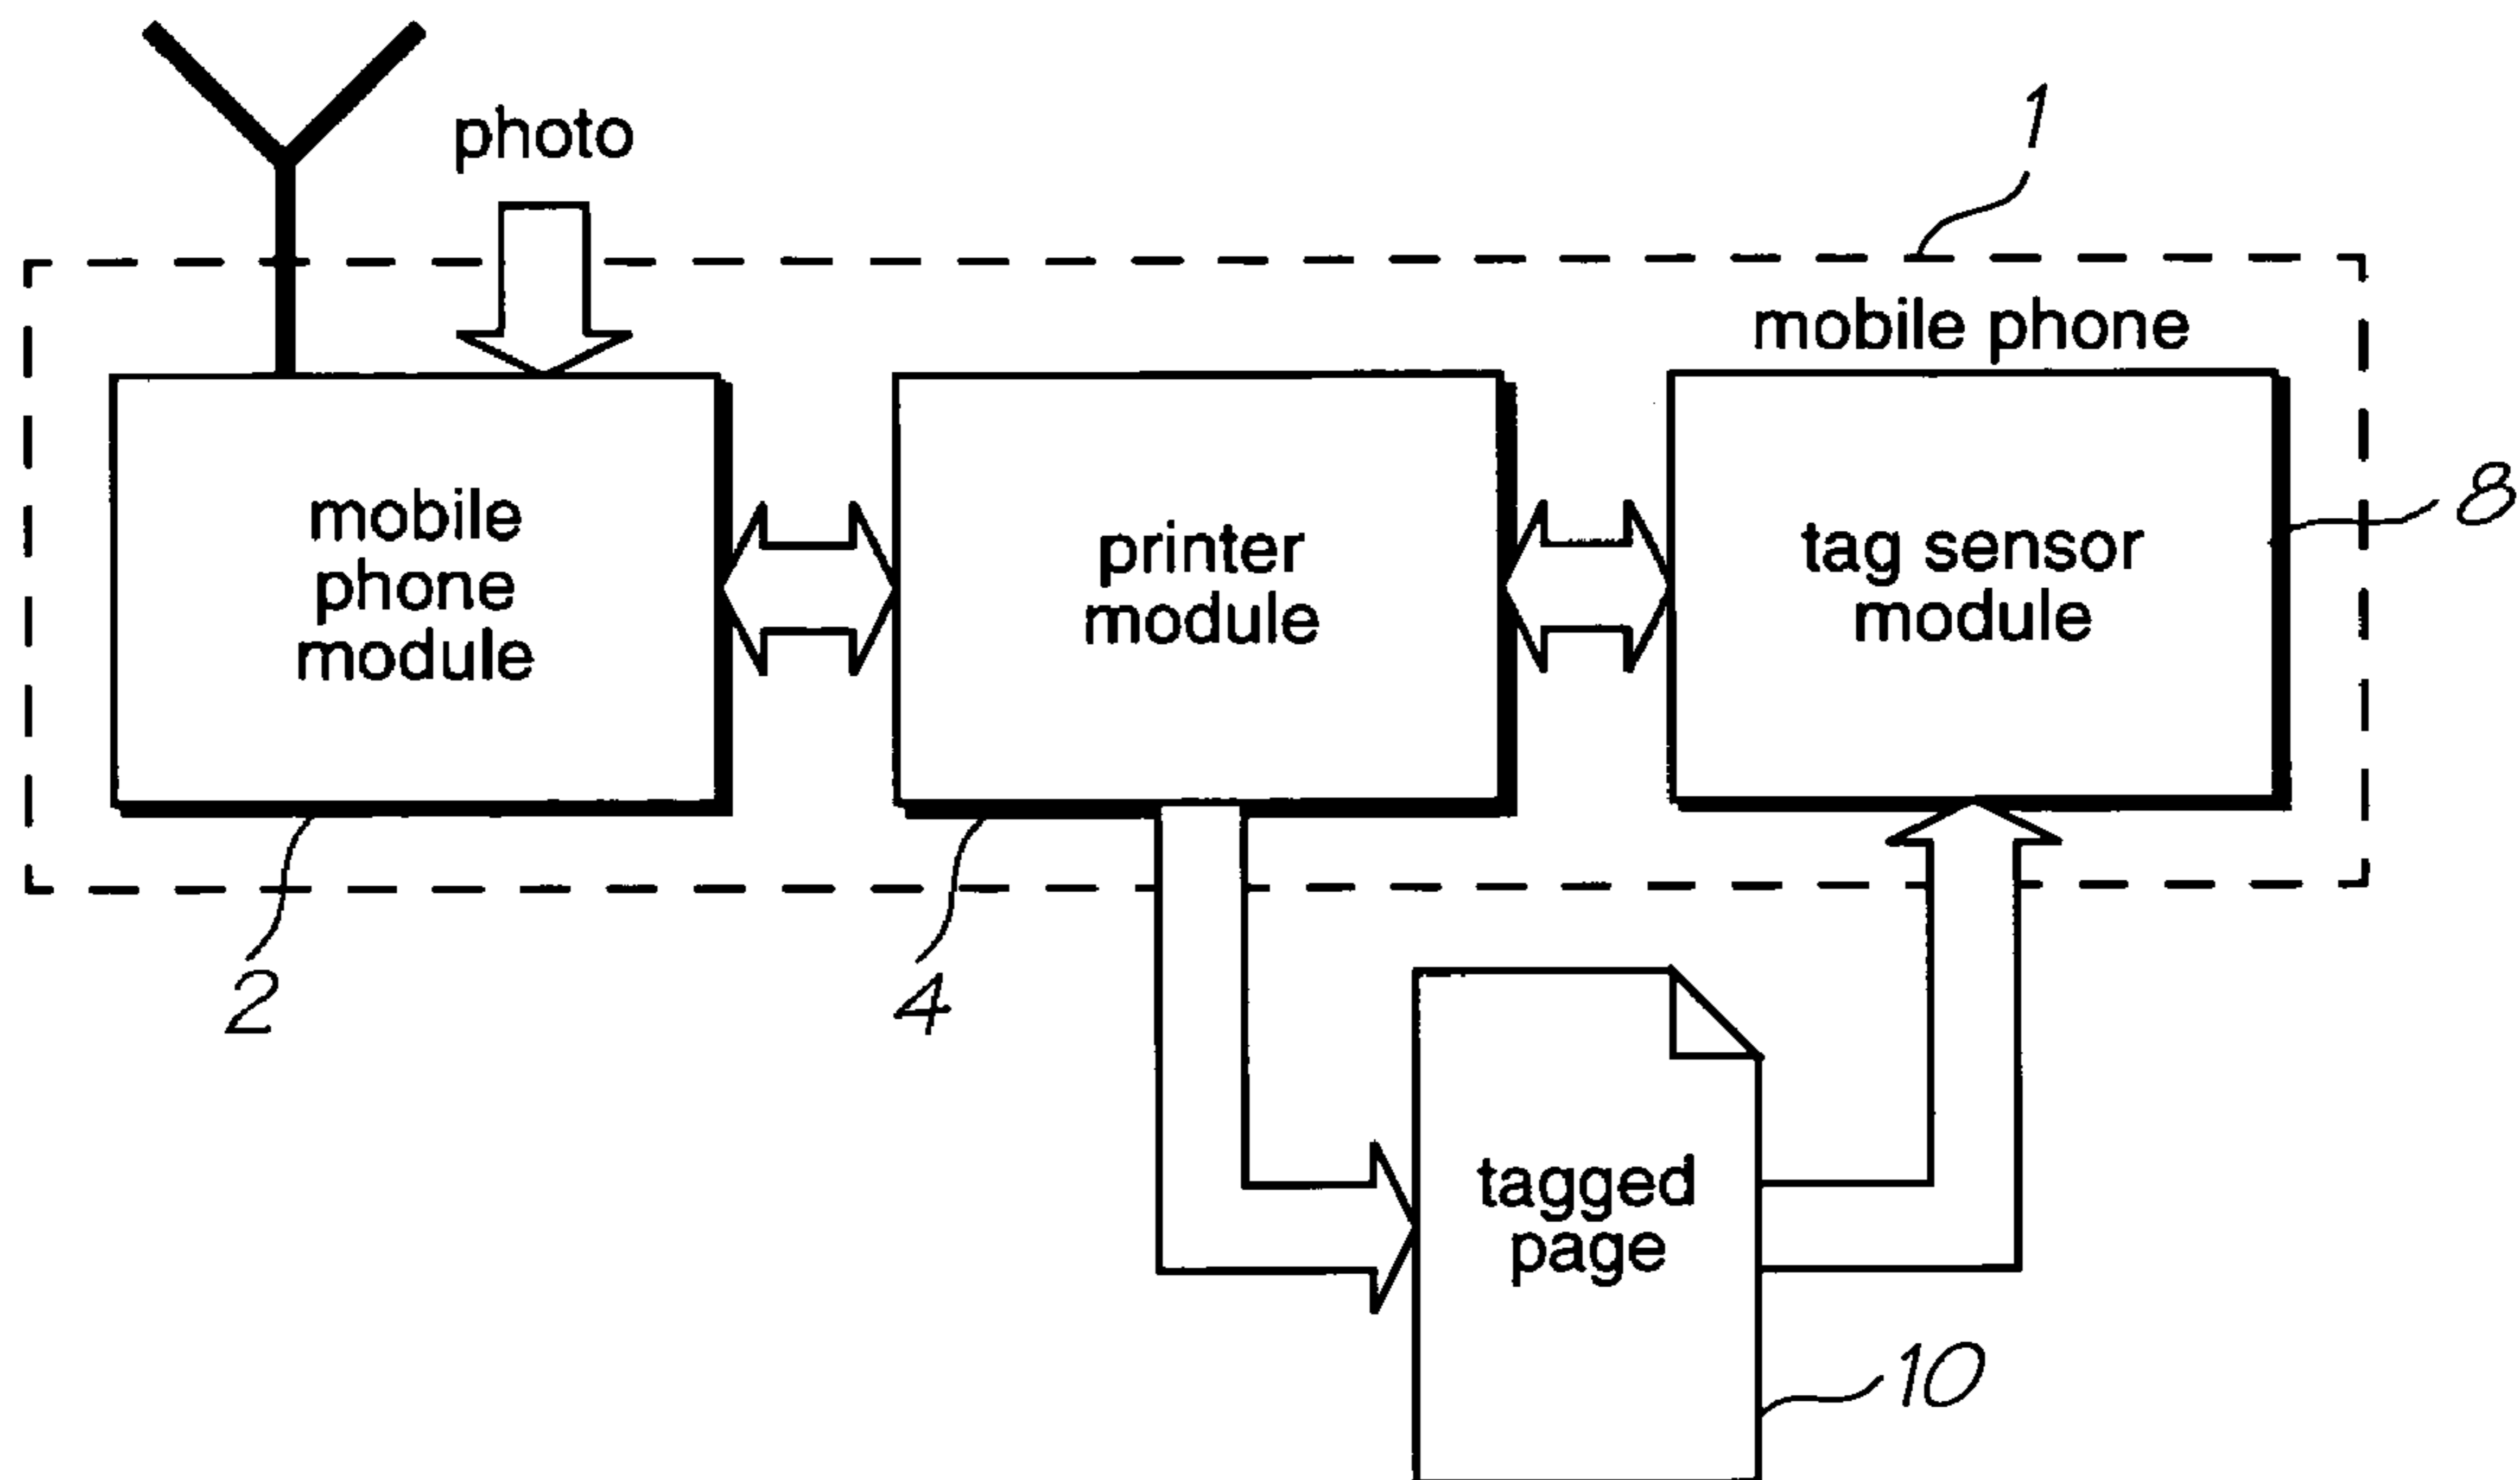 photo
1
mobile phone
mobile
phone
module
printer
module
tag sensor
module
8
2
4
tagged
page
10